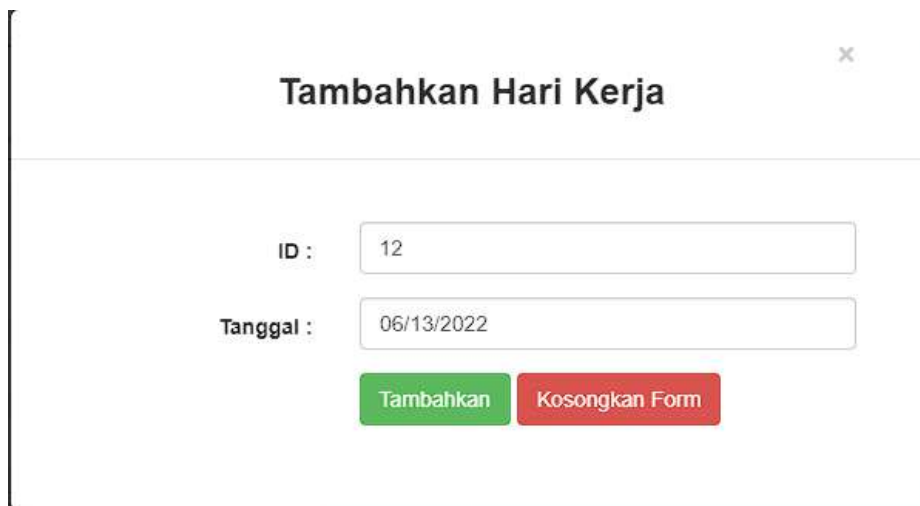 ×
Tambahkan Hari Kerja
ID : 12
Tanggal : 06/13/2022
Tambahkan Kosongkan Form